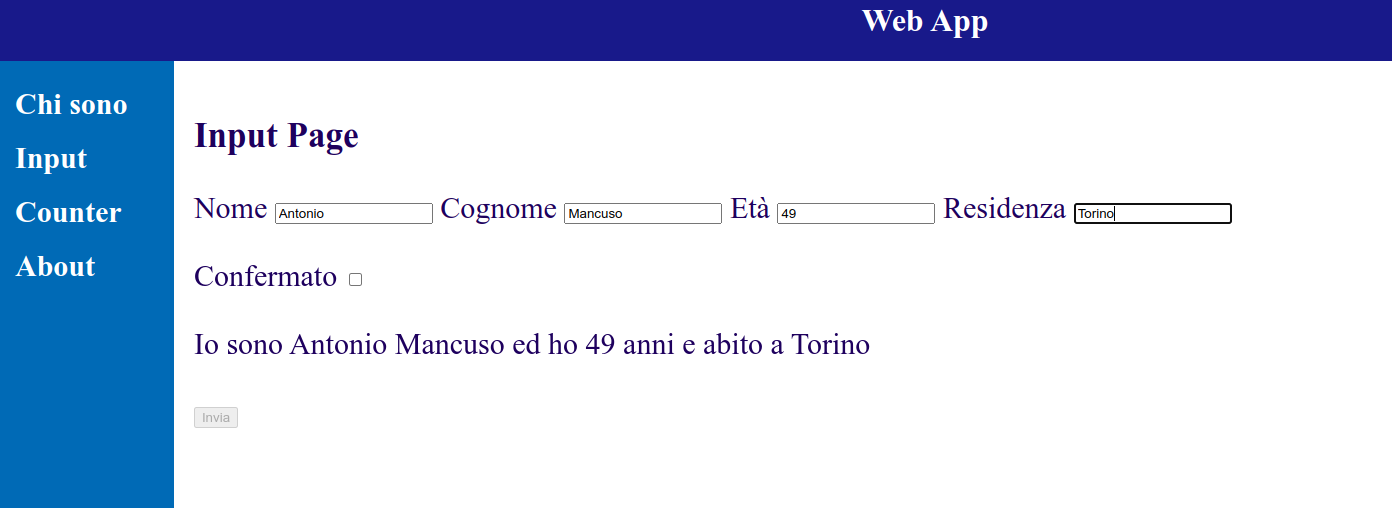 Web App
Chi sono
Input
Counter
About
Input Page
Nome Antonio Cognome Mancuso Età 49 Residenza Torino
Confermato
Io sono Antonio Mancuso ed ho 49 anni e abito a Torino
Invia